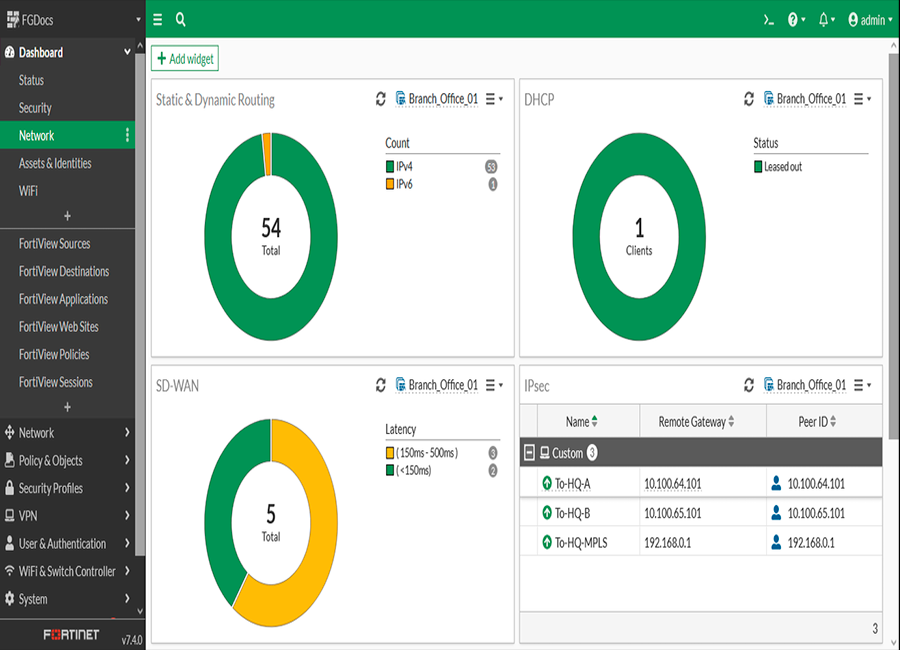 FGDocs
admin
Dashboard
Status
Security
Network
Assets & Identities
WiFi
+
FortiView Sources
FortiView Destinations
FortiView Applications
FortiView Web Sites
FortiView Policies
FortiView Sessions
+
Network
Policy & Objects
Security Profiles
VPN
User & Authentication
WiFi & Switch Controller
System
FORTINET v7.4.0
+ Add widget
Static & Dynamic Routing Branch_Office_01
54
Total
Count
IPv4 53
IPv6 1
DHCP Branch_Office_01
1
Clients
Status
Leased out
SD-WAN Branch_Office_01
5
Total
Latency
(150ms - 500ms) 3
(<150ms) 2
IPsec Branch_Office_01
Name Remote Gateway Peer ID
Custom 3
To-HQ-A 10.100.64.101 10.100.64.101
To-HQ-B 10.100.65.101 10.100.65.101
To-HQ-MPLS 192.168.0.1 192.168.0.1
3